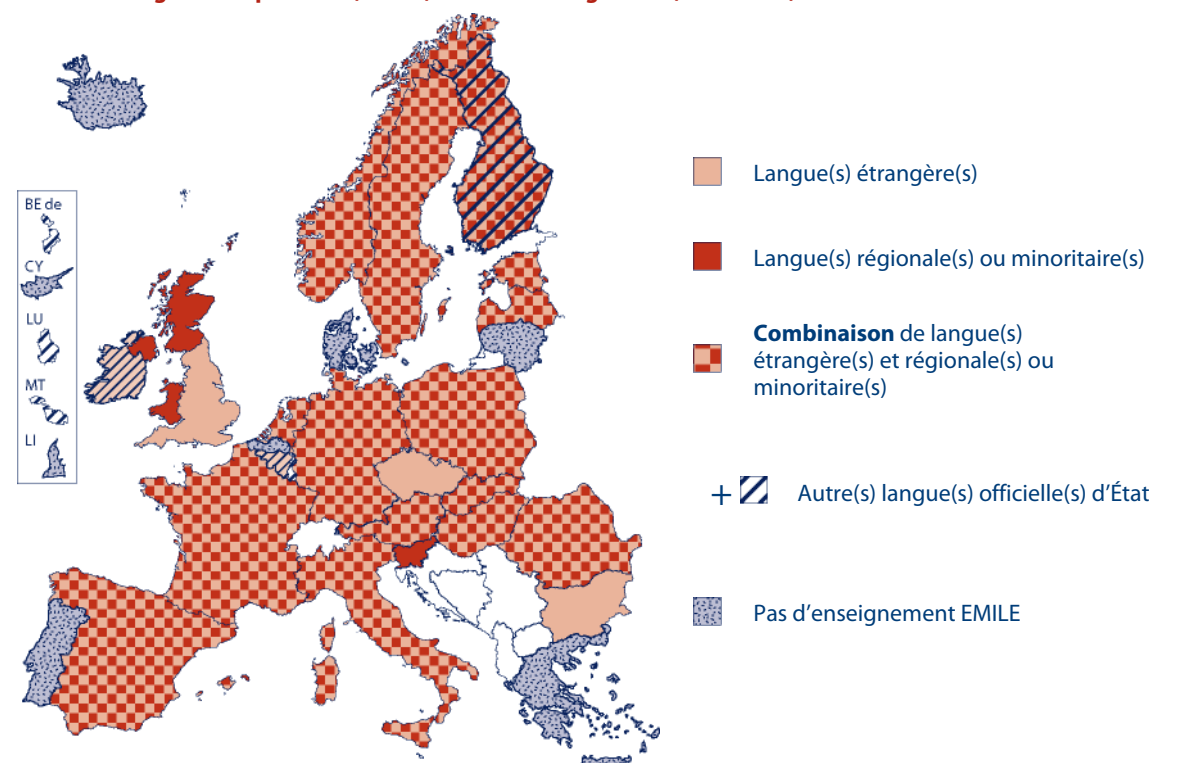 BE de
CY
LU
MT
LI
Langue(s) étrangère(s)
Langue(s) régionale(s) ou minoritaire(s)
Combinaison de langue(s)
étrangère(s) et régionale(s) ou
minoritaire(s)
+ Autre(s) langue(s) officielle(s) d’État
Pas d’enseignement EMILE